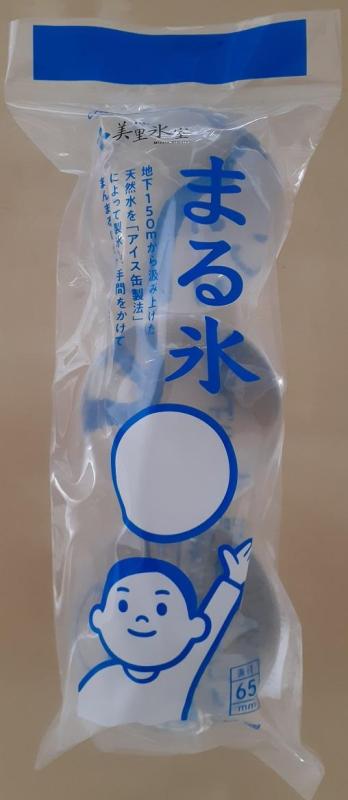 美里氷室
まる氷
地下150mから汲み上げた
天然水を「アイス缶製法」
によって製氷、手間をかけて
直径
65
mm